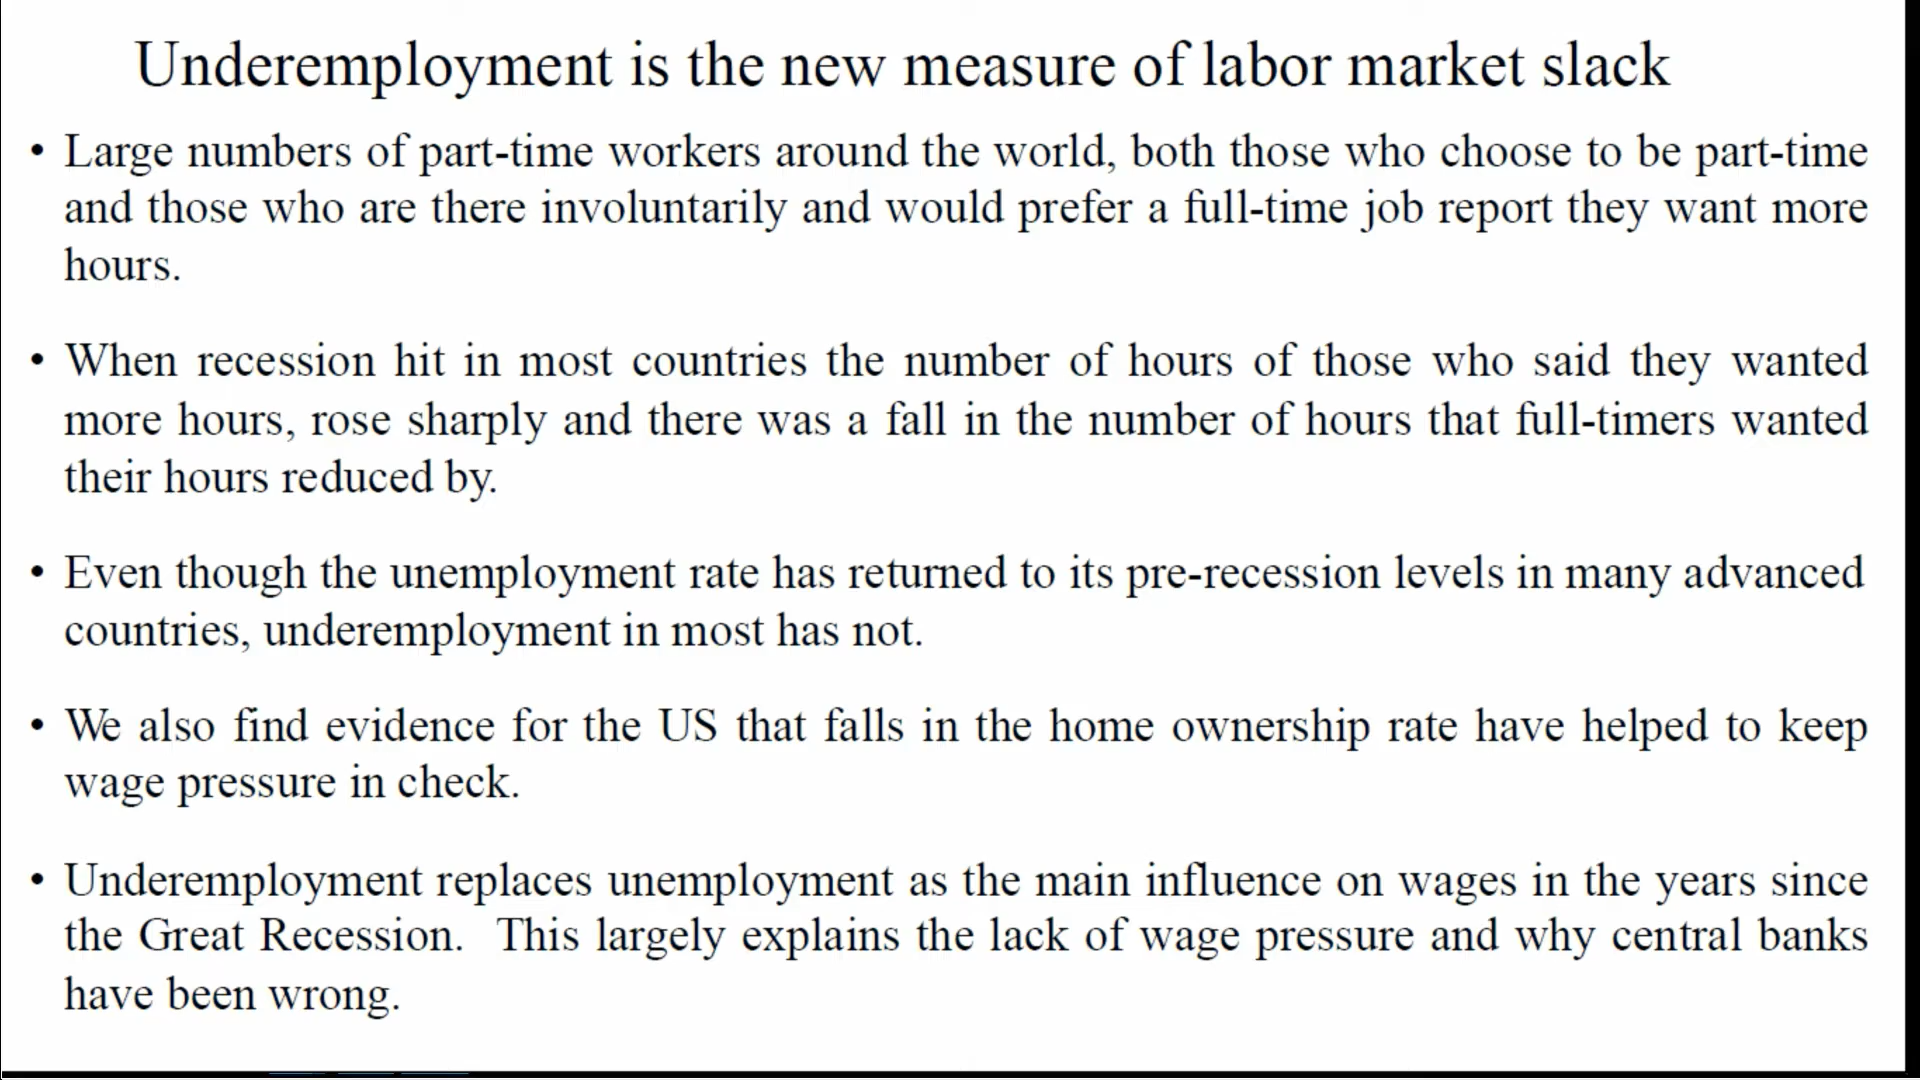 Underemployment is the new measure of labor market slack
• Large numbers of part-time workers around the world, both those who choose to be part-time
and those who are there involuntarily and would prefer a full-time job report they want more
hours.
• When recession hit in most countries the number of hours of those who said they wanted
more hours, rose sharply and there was a fall in the number of hours that full-timers wanted
their hours reduced by.
• Even though the unemployment rate has returned to its pre-recession levels in many advanced
countries, underemployment in most has not.
• We also find evidence for the US that falls in the home ownership rate have helped to keep
wage pressure in check.
• Underemployment replaces unemployment as the main influence on wages in the years since
the Great Recession.  This largely explains the lack of wage pressure and why central banks
have been wrong.